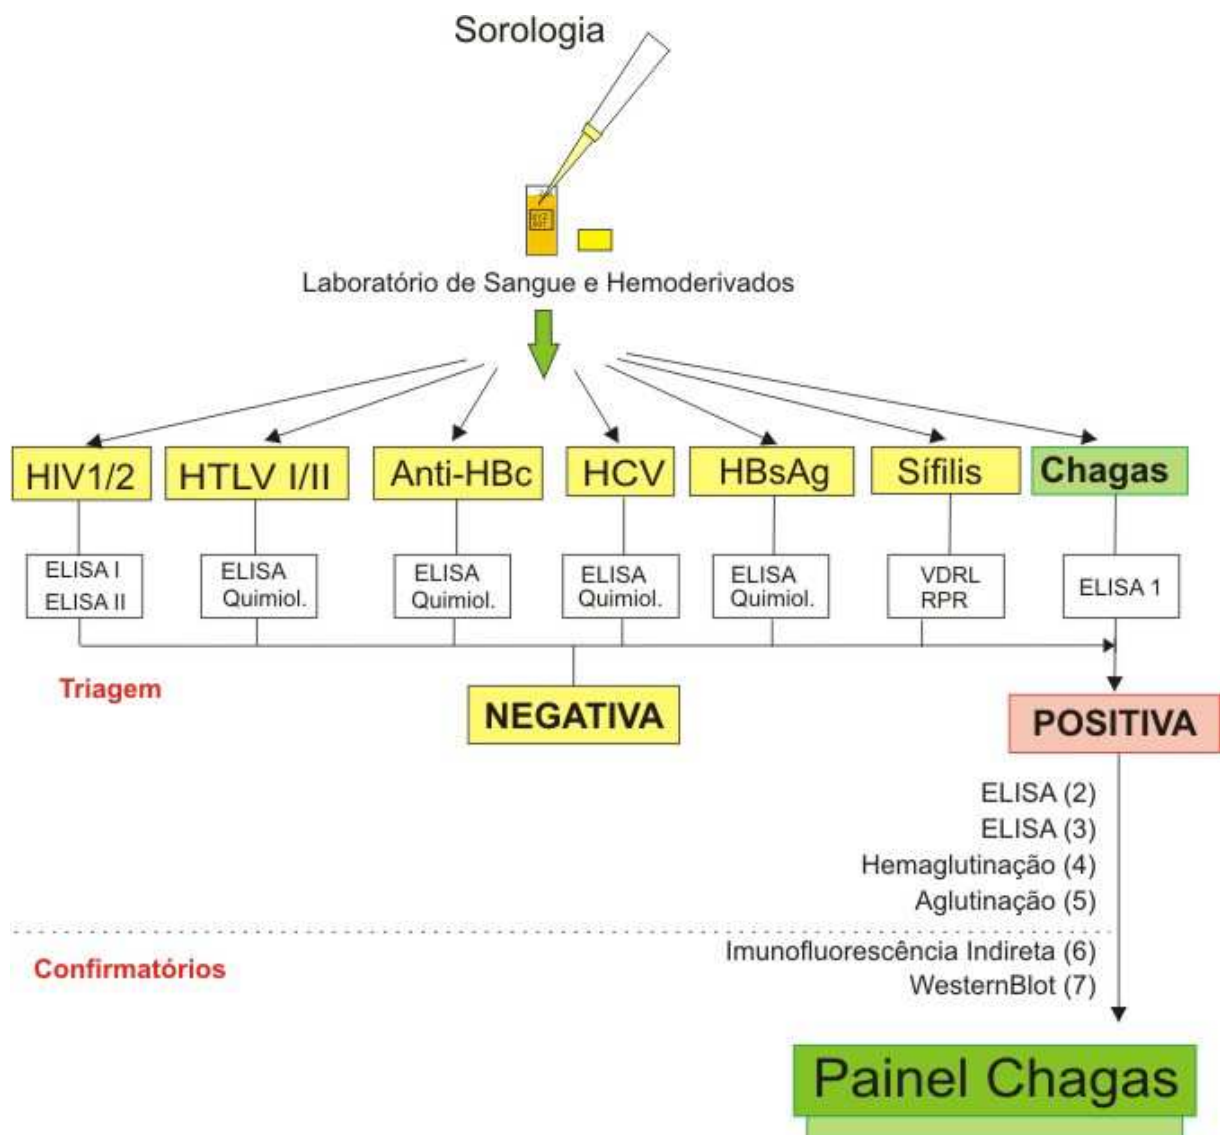 Sorologia
Laboratório de Sangue e Hemoderivados
HIV1/2
HTLV I/II
Anti-HBc
HCV
HBsAg
Sífilis
Chagas
ELISA I
ELISA II
ELISA
Quimiol.
ELISA
Quimiol.
ELISA
Quimiol.
ELISA
Quimiol.
VDRL
RPR
ELISA 1
Triagem
NEGATIVA
POSITIVA
ELISA (2)
ELISA (3)
Hemaglutinação (4)
Aglutinação (5)
Imunofluorescência Indireta (6)
Confirmatórios
WesternBlot (7)
Painel Chagas